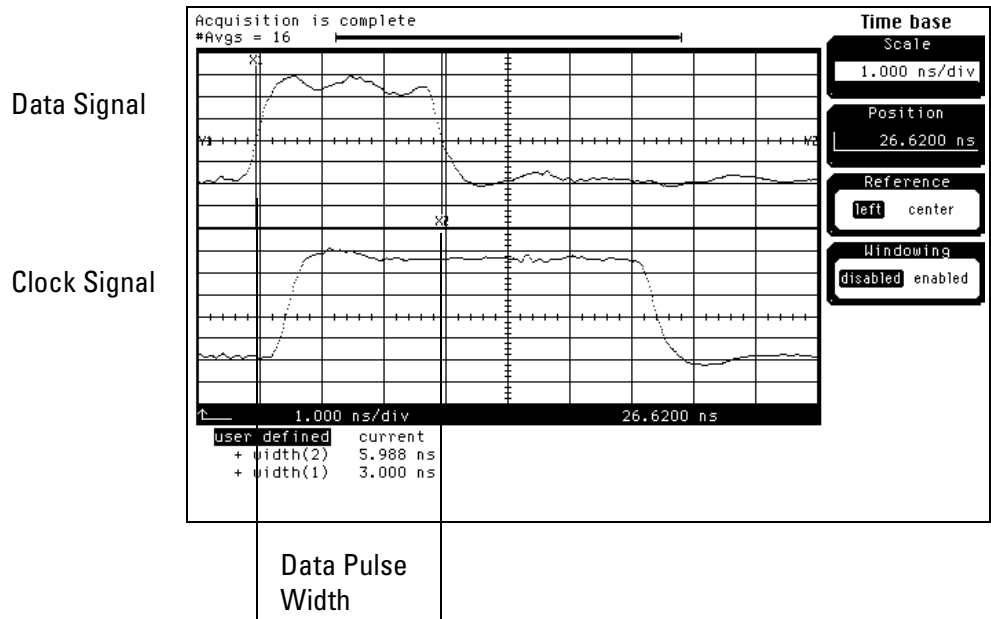 Acquisition is complete
#Avgs = 16
X1
Data Signal
Y1
Y2
X2
Clock Signal
1.000 ns/div
26.6200 ns
user defined current
+ width(2) 5.988 ns
+ width(1) 3.000 ns
Time base
Scale
1.000 ns/div
Position
26.6200 ns
Reference
left center
Windowing
disabled enabled
Data Pulse
Width